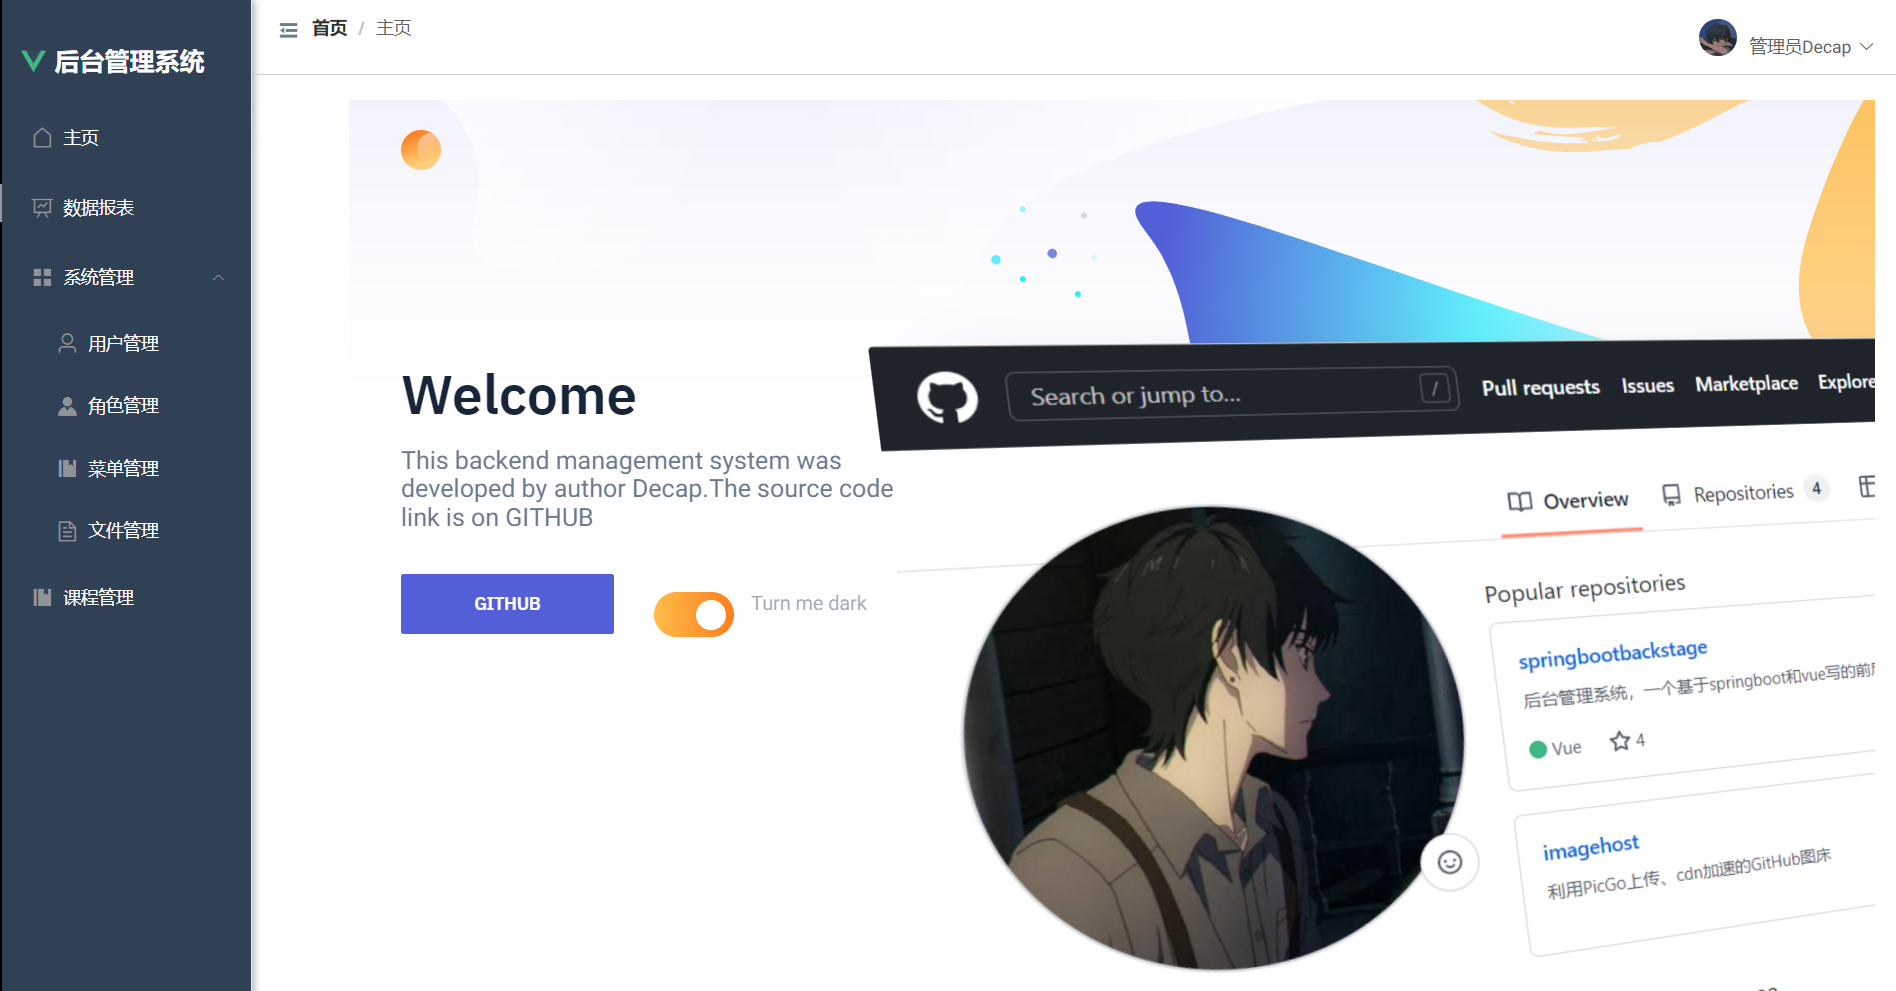 后台管理系统
主页
数据报表
系统管理
用户管理
角色管理
菜单管理
文件管理
课程管理
首页 / 主页
管理员Decap
Welcome
This backend management system was
developed by author Decap.The source code
link is on GITHUB
GITHUB
Turn me dark
Search or jump to... /
Pull requests Issues Marketplace Explore
Overview Repositories 4
Popular repositories
springbootbackstage
后台管理系统，一个基于springboot和vue写的前
Vue 4
imagehost
利用PicGo上传、cdn加速的GitHub图床